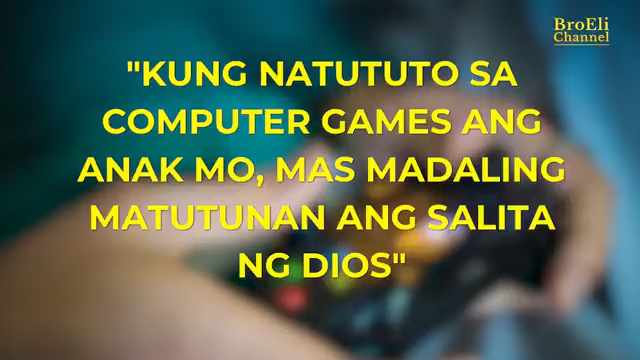 BroEli
Channel
"KUNG NATUTUTO SA
COMPUTER GAMES ANG
ANAK MO, MAS MADALING
MATUTUNAN ANG SALITA
NG DIOS"